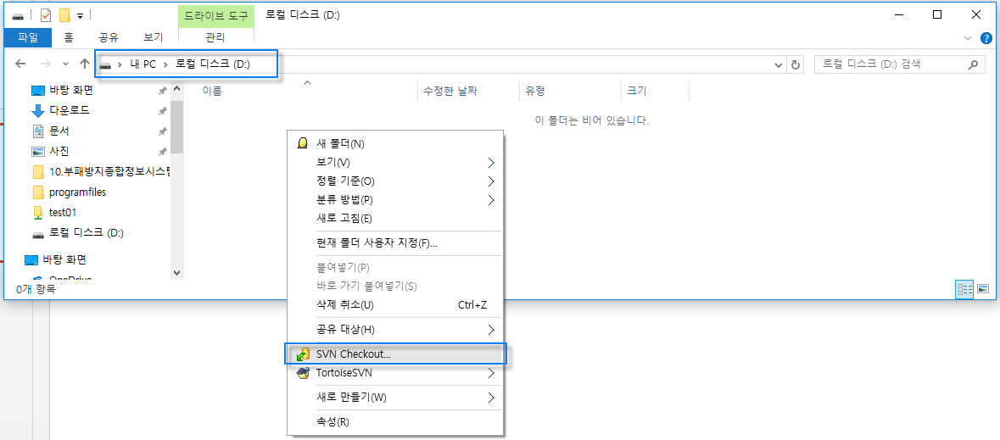 드라이브 도구 로컬 디스크 (D:)
파일 홈 공유 보기 관리
내 PC 로컬 디스크 (D:) 로컬 디스크 (D:) 검색
바탕 화면
다운로드
문서
사진
10.부패방지종합정보시스템
programfiles
test01
로컬 디스크 (D:)
바탕 화면
OneDrive
0개 항목
이름 수정한 날짜 유형 크기
이 폴더는 비어 있습니다.
새 폴더(N)
보기(V)
정렬 기준(O)
분류 방법(P)
새로 고침(E)
현재 폴더 사용자 지정(F)...
붙여넣기(P)
바로 가기 붙여넣기(S)
삭제 취소(U) Ctrl+Z
공유 대상(H)
SVN Checkout...
TortoiseSVN
새로 만들기(W)
속성(R)